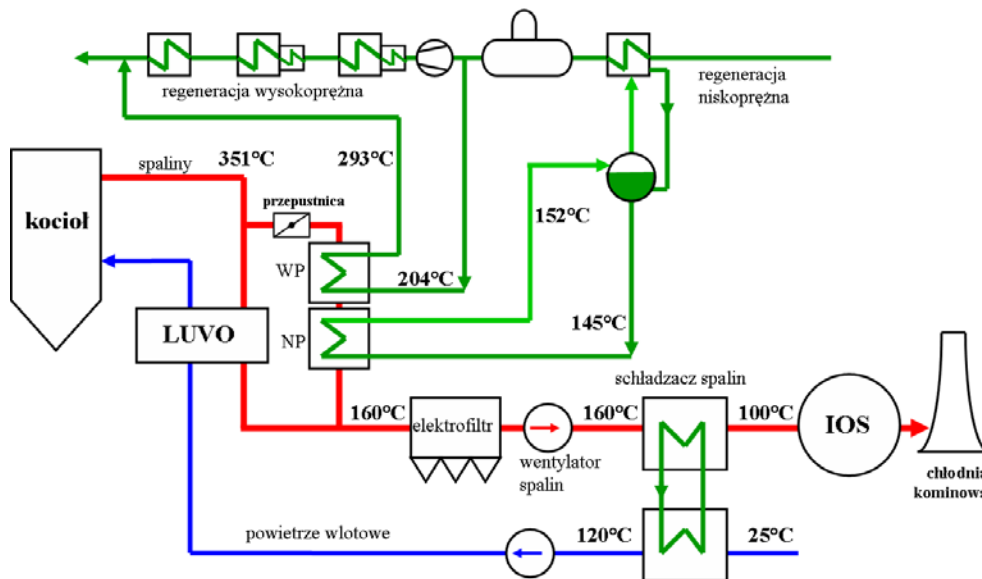 regeneracja wysokoprężna
regeneracja
niskoprężna
spaliny
351°C
293°C
przepustnica
kocioł
152°C
WP
204°C
LUVO
NP
145°C
schładzacz spalin
160°C
elektrofiltr
160°C
100°C
IOS
wentylator
spalin
chłodnia
kominowa
powietrze wlotowe
120°C
25°C